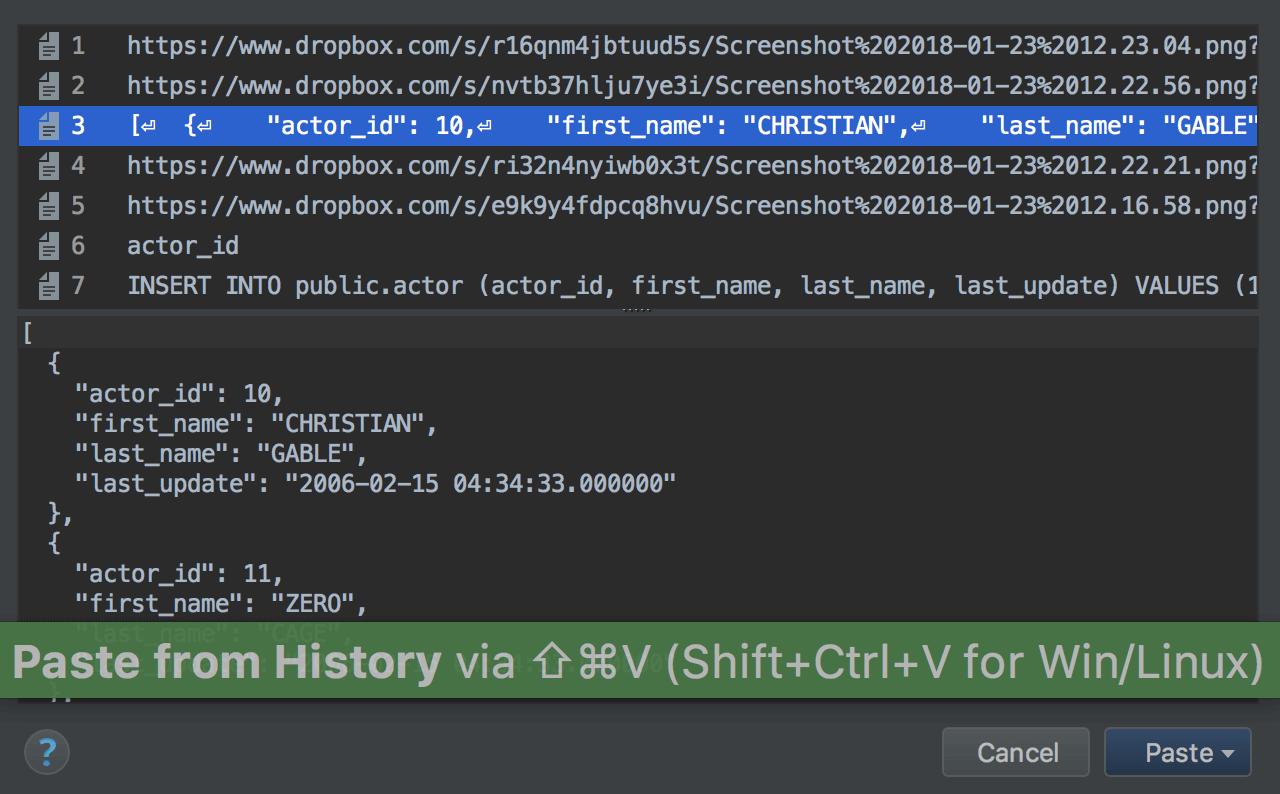 1 https://www.dropbox.com/s/r16qnm4jbtuud5s/Screenshot%202018-01-23%2012.23.04.png?
2 https://www.dropbox.com/s/nvtb37hlju7ye3i/Screenshot%202018-01-23%2012.22.56.png?
3 [⏎  {⏎    "actor_id": 10,⏎    "first_name": "CHRISTIAN",⏎    "last_name": "GABLE"
4 https://www.dropbox.com/s/ri32n4nyiwb0x3t/Screenshot%202018-01-23%2012.22.21.png?
5 https://www.dropbox.com/s/e9k9y4fdpcq8hvu/Screenshot%202018-01-23%2012.16.58.png?
6 actor_id
7 INSERT INTO public.actor (actor_id, first_name, last_name, last_update) VALUES (1
[
  {
    "actor_id": 10,
    "first_name": "CHRISTIAN",
    "last_name": "GABLE",
    "last_update": "2006-02-15 04:34:33.000000"
  },
  {
    "actor_id": 11,
    "first_name": "ZERO",
    "last_name": "CAGE",
Paste from History via ⇧⌘V (Shift+Ctrl+V for Win/Linux)
  },
? Cancel Paste